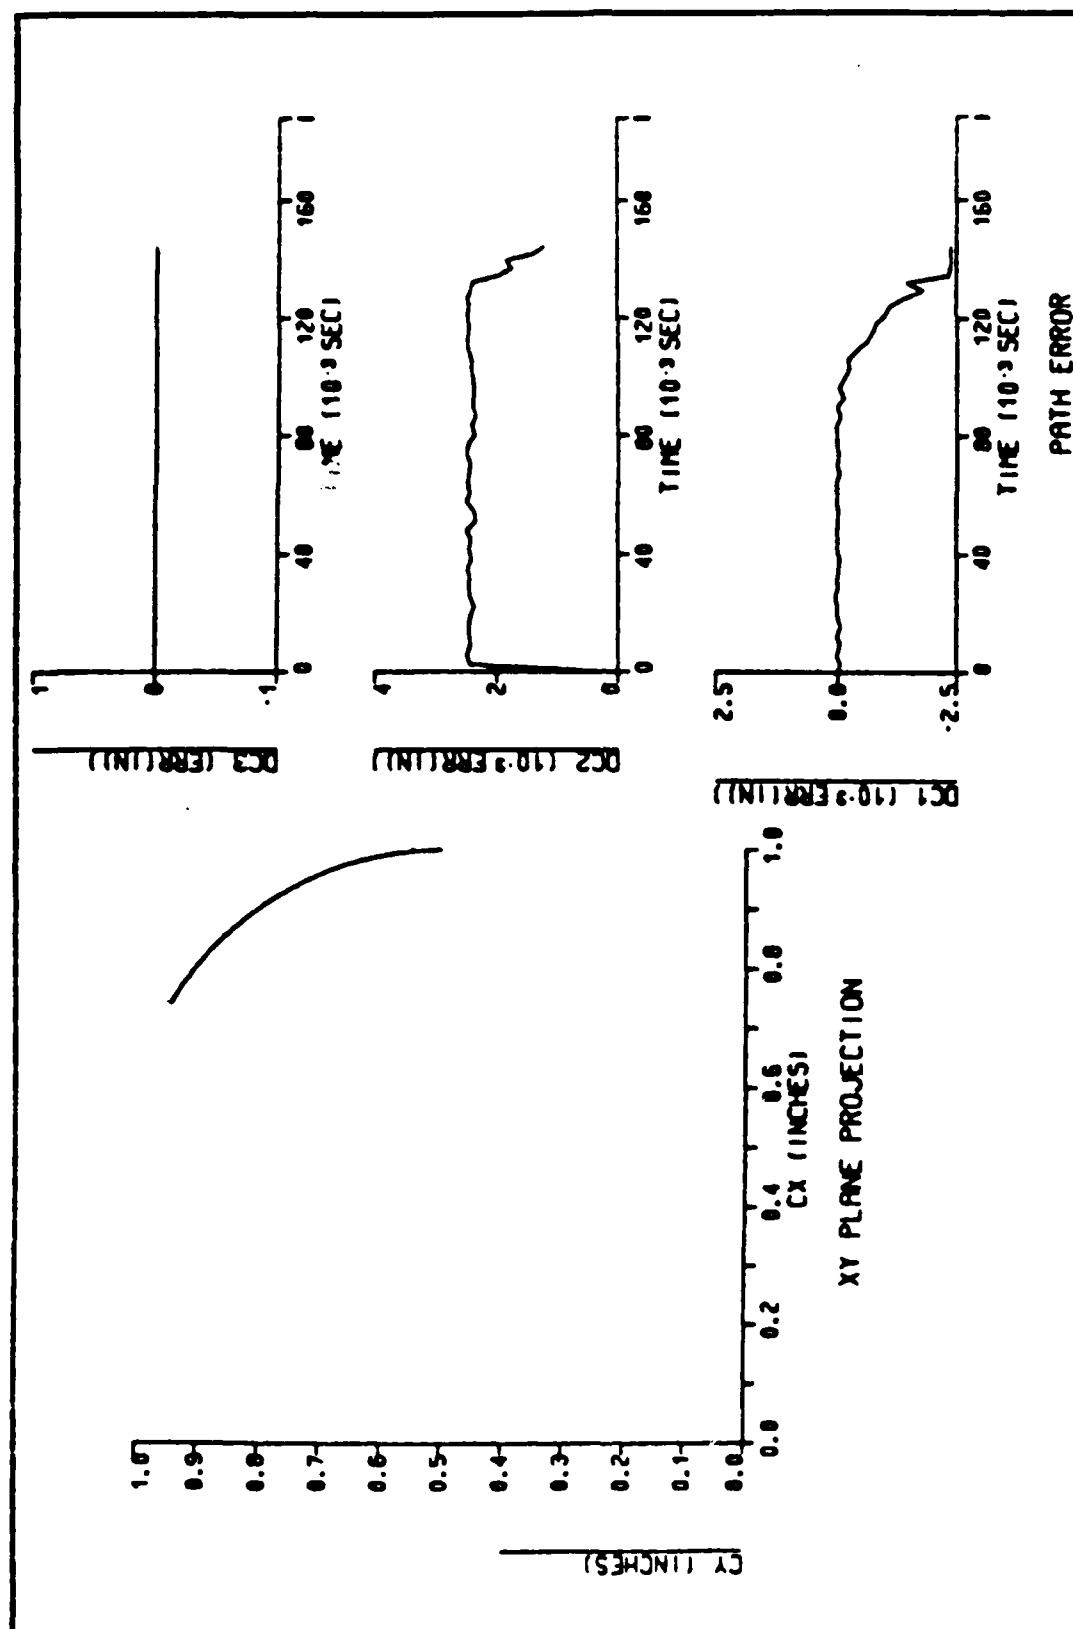 CY (INCHES)
1.0
0.9
0.8
0.7
0.6
0.5
0.4
0.3
0.2
0.1
0.0
0.0 0.2 0.4 0.6 0.8 1.0
CX (INCHES)
XY PLANE PROJECTION
DC3 (ERR(IN)
1
0
-1
0 40 80 120 160
TIME (10-3 SEC)
DC2 (10-3 ERR(IN)
4
2
0
0 40 80 120 160
TIME (10-3 SEC)
DC1 (10-3 ERR(IN)
2.5
0.0
-2.5
0 40 80 120 160
TIME (10-3 SEC)
PATH ERROR